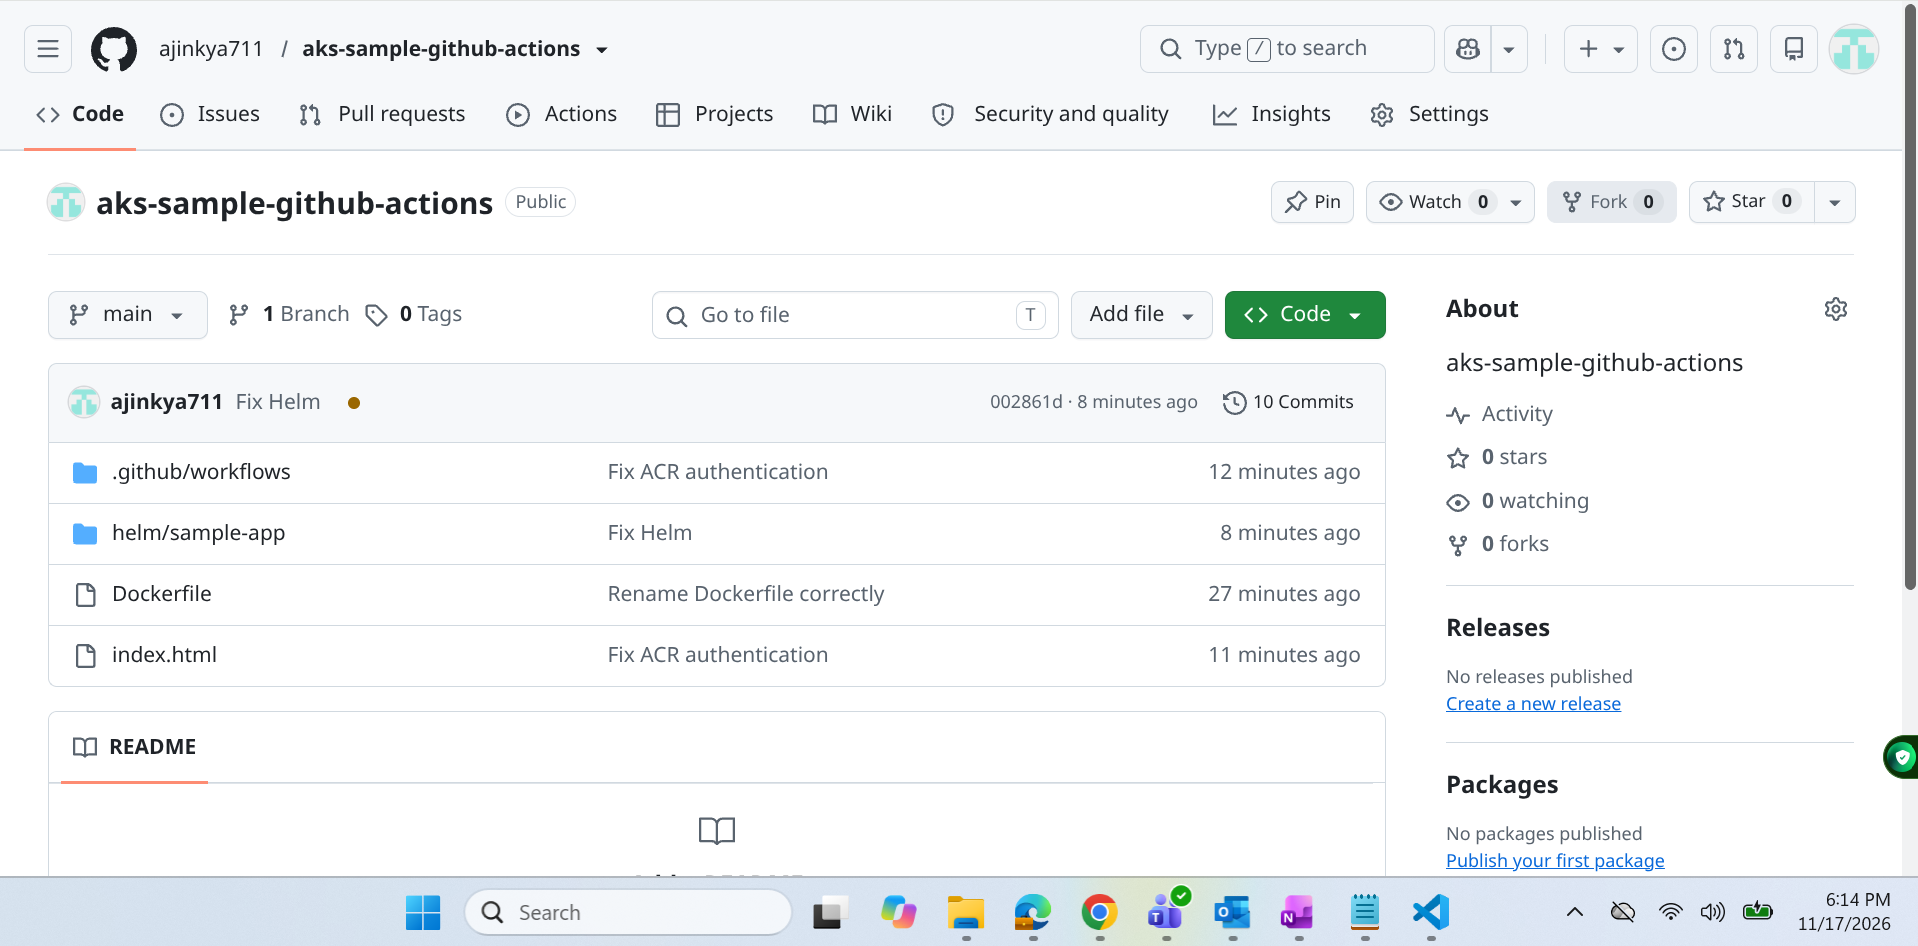 ajinkya711 / aks-sample-github-actions
Type / to search
Code Issues Pull requests Actions Projects Wiki Security and quality Insights Settings
aks-sample-github-actions Public
Pin Watch 0 Fork 0 Star 0
main 1 Branch 0 Tags
Go to file T Add file Code
ajinkya711 Fix Helm 002861d · 8 minutes ago 10 Commits
.github/workflows Fix ACR authentication 12 minutes ago
helm/sample-app Fix Helm 8 minutes ago
Dockerfile Rename Dockerfile correctly 27 minutes ago
index.html Fix ACR authentication 11 minutes ago
README
About
aks-sample-github-actions
Activity
0 stars
0 watching
0 forks
Releases
No releases published
Create a new release
Packages
No packages published
Publish your first package
Search
6:14 PM
11/17/2026